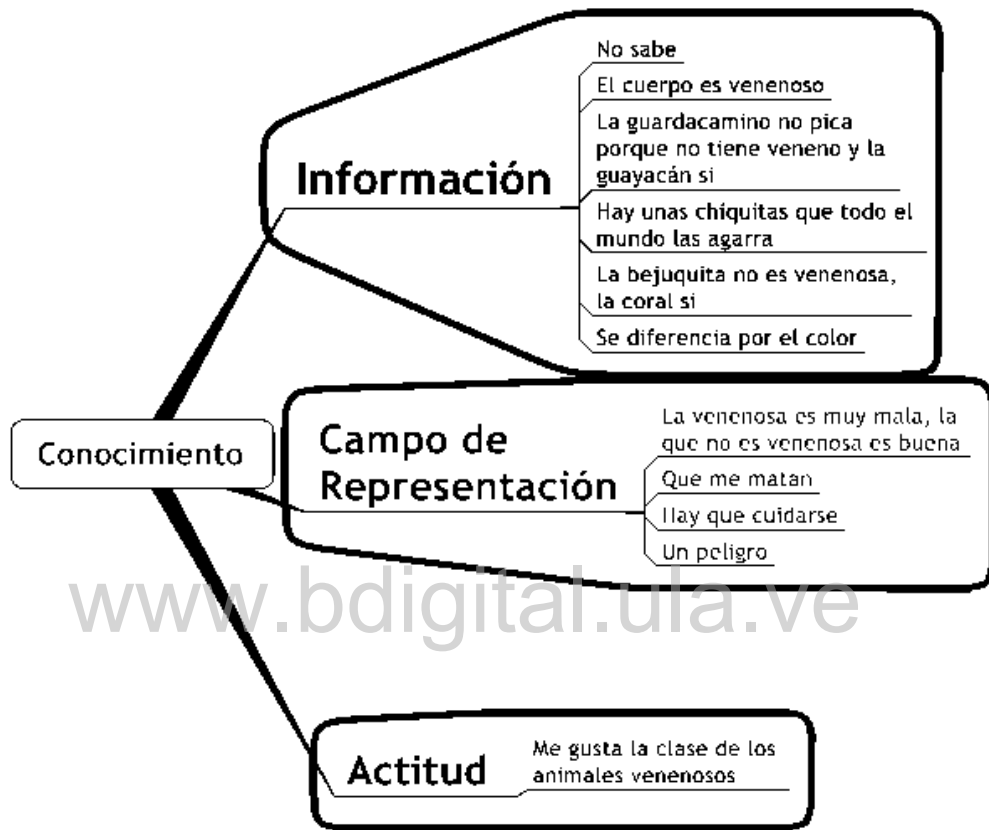 No sabe
El cuerpo es venenoso
La guardacamino no pica
porque no tiene veneno y la
guayacán si
Información
Hay unas chiquitas que todo el
mundo las agarra
La bejuquita no es venenosa,
la coral si
Se diferencia por el color
Conocimiento
Campo de
Representación
La venenosa es muy mala, la
que no es venenosa es buena
Que me matan
Hay que cuidarse
Un peligro
www.bdigital.ula.ve
Actitud
Me gusta la clase de los
animales venenosos